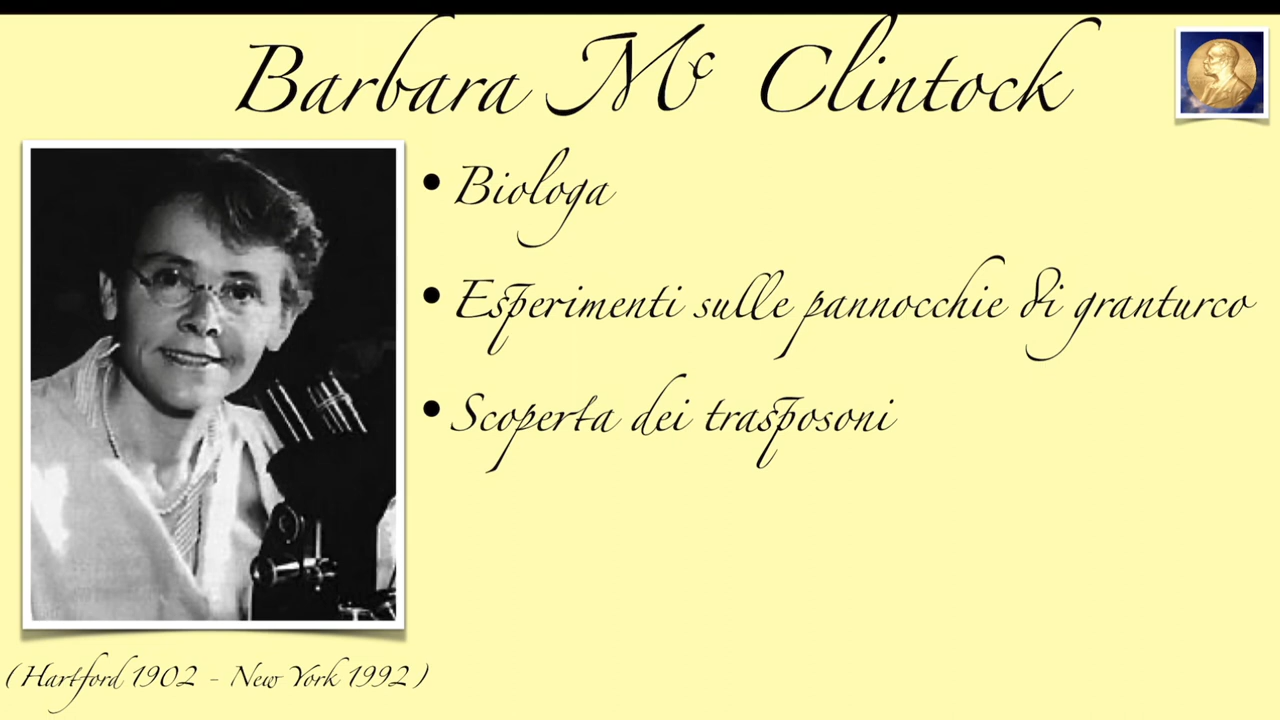 Barbara Mc Clintock
• Biologa
• Esperimenti sulle pannocchie di granturco
• Scoperta dei trasposoni
(Hartford 1902 - New York 1992)